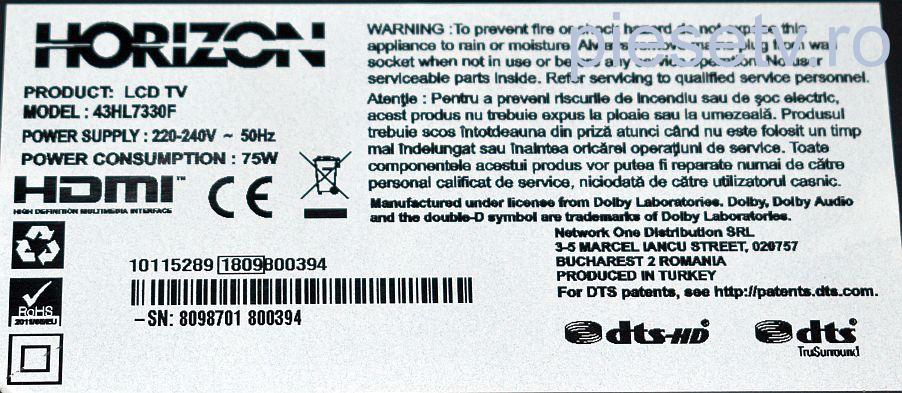 HORIZON
PRODUCT: LCD TV
MODEL : 43HL7330F
POWER SUPPLY : 220-240V ~ 50Hz
POWER CONSUMPTION : 75W
HDMI™
HIGH DEFINITION MULTIMEDIA INTERFACE
CE
RoHS
2011/65/EU
10115289 1809800394
-SN: 8098701 800394
piesetv.ro
WARNING :To prevent fire or shock hazard do not expose this
appliance to rain or moisture. Always remove mains plug from wall
socket when not in use or before any service operation. No user
serviceable parts inside. Refer servicing to qualified service personnel.
Atenţie : Pentru a preveni riscurile de incendiu sau de şoc electric,
acest produs nu trebuie expus la ploaie sau la umezeală. Produsul
trebuie scos întotdeauna din priză atunci când nu este folosit un timp
mai îndelungat sau înaintea oricărei operaţiuni de service. Toate
componentele acestui produs vor putea fi reparate numai de către
personal calificat de service, niciodată de către utilizatorul casnic.
Manufactured under license from Dolby Laboratories. Dolby, Dolby Audio
and the double-D symbol are trademarks of Dolby Laboratories.
Network One Distribution SRL
3-5 MARCEL IANCU STREET, 020757
BUCHAREST 2 ROMANIA
PRODUCED IN TURKEY
For DTS patents, see http://patents.dts.com.
dts-HD
dts
TruSurround